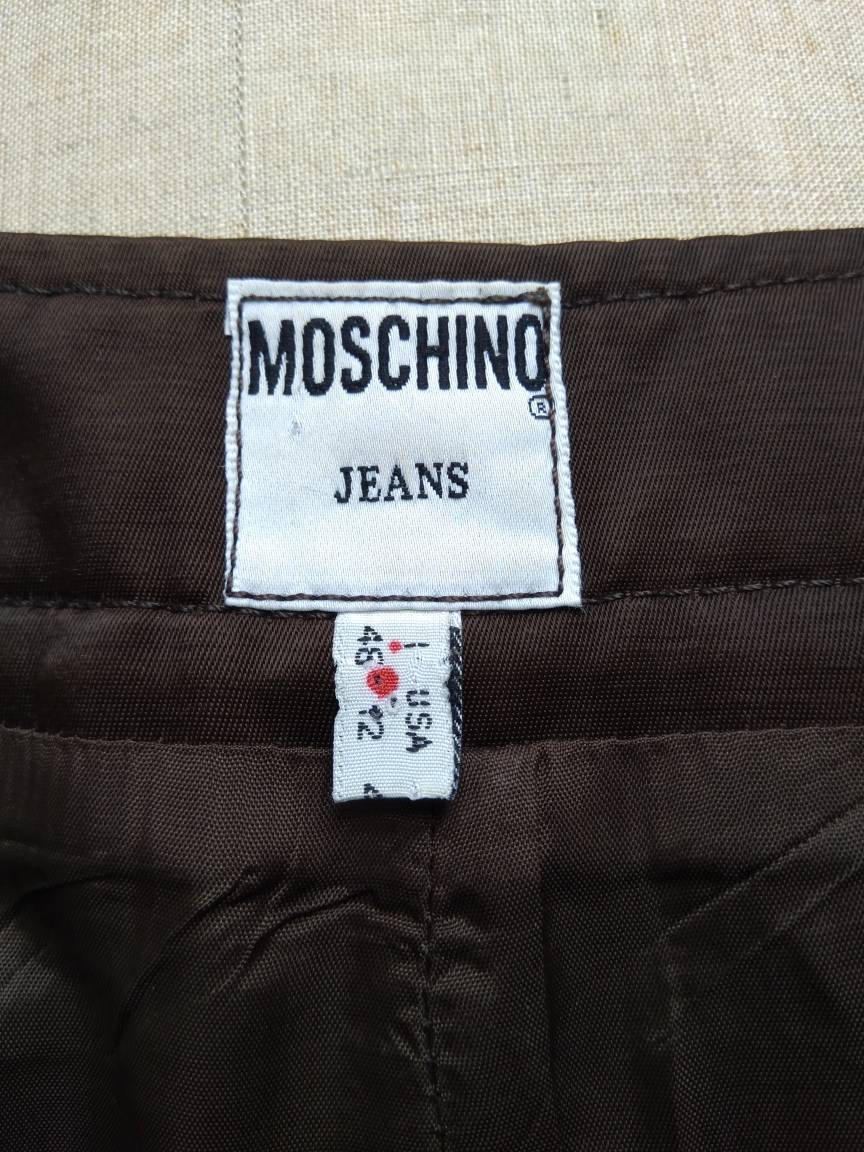 MOSCHINO
®
JEANS
I USA
46 12